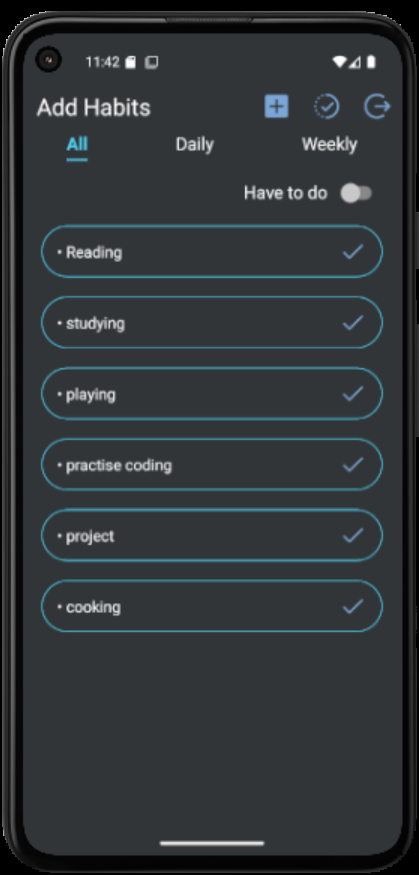 11:42
Add Habits
All Daily Weekly
Have to do
• Reading
• studying
• playing
• practise coding
• project
• cooking